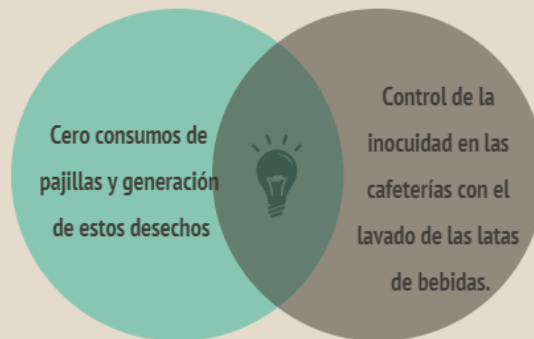 Cero consumos de
pajillas y generación
de estos desechos
Control de la
inocuidad en las
cafeterías con el
lavado de las latas
de bebidas.